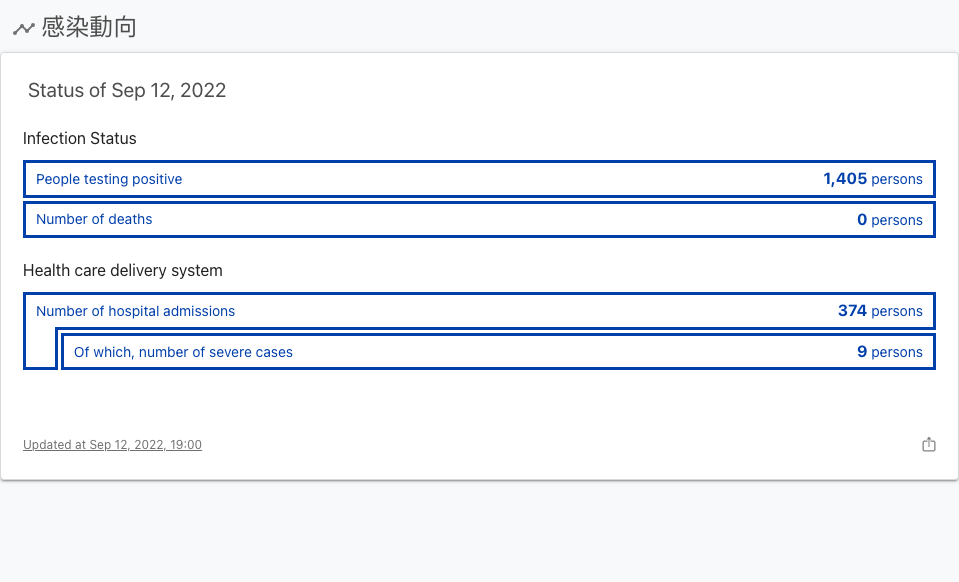 感染動向
Status of Sep 12, 2022
Infection Status
People testing positive 1,405 persons
Number of deaths 0 persons
Health care delivery system
Number of hospital admissions 374 persons
Of which, number of severe cases 9 persons
Updated at Sep 12, 2022, 19:00